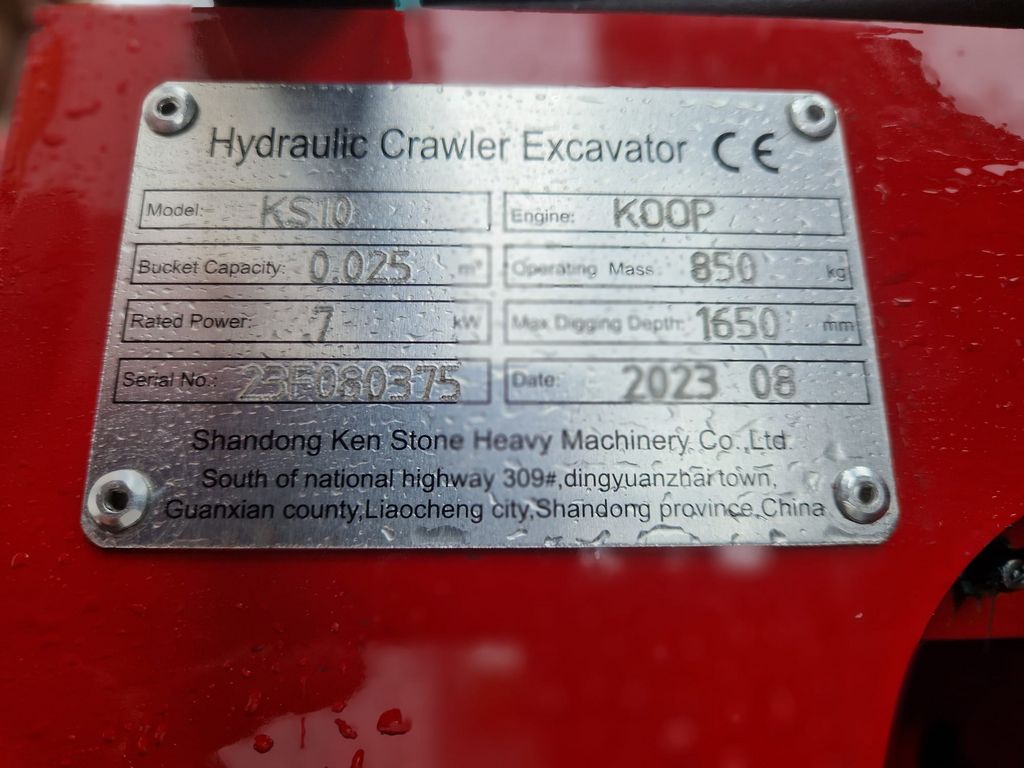 Hydraulic Crawler Excavator CE
Model: KS10 Engine: KOOP
Bucket Capacity: 0.025 m³ Operating Mass 850 kg
Rated Power: 7 kW Max Digging Depth: 1650 mm
Serial No.: 23F080375 Date: 2023 08
Shandong Ken Stone Heavy Machinery Co.,Ltd.
South of national highway 309#,dingyuanzhai town,
Guanxian county,Liaocheng city,Shandong province,China